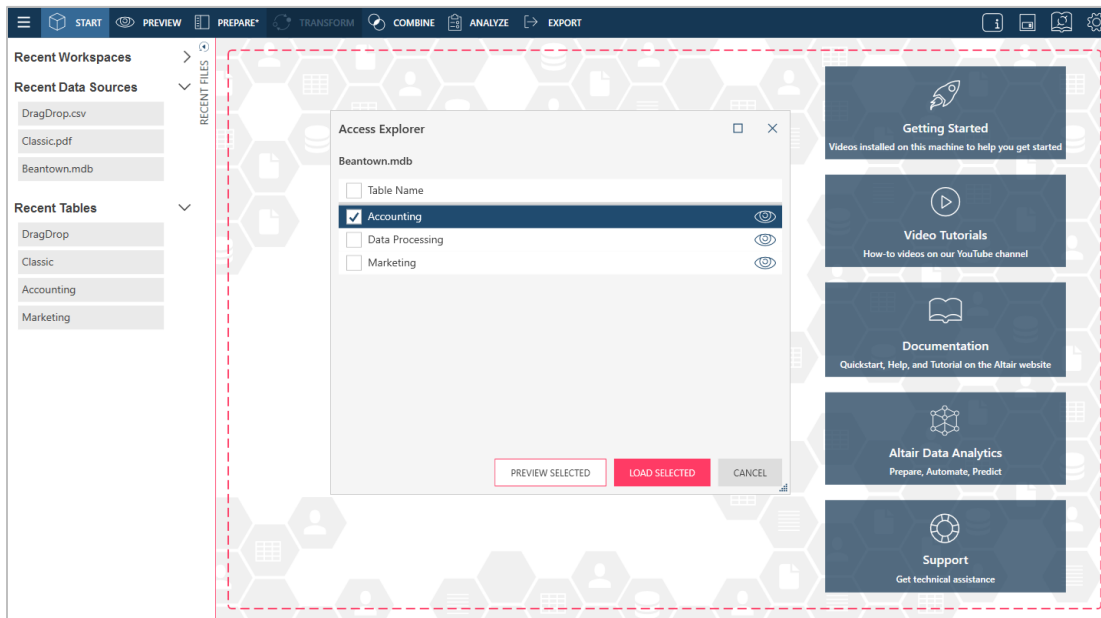 START
PREVIEW
PREPARE*
TRANSFORM
COMBINE
ANALYZE
EXPORT
Recent Workspaces
Recent Data Sources
DragDrop.csv
Classic.pdf
Beantown.mdb
Recent Tables
DragDrop
Classic
Accounting
Marketing
RECENT FILES
Access Explorer
Beantown.mdb
Table Name
Accounting
Data Processing
Marketing
PREVIEW SELECTED
LOAD SELECTED
CANCEL
Getting Started
Videos installed on this machine to help you get started
Video Tutorials
How-to videos on our YouTube channel
Documentation
Quickstart, Help, and Tutorial on the Altair website
Altair Data Analytics
Prepare, Automate, Predict
Support
Get technical assistance